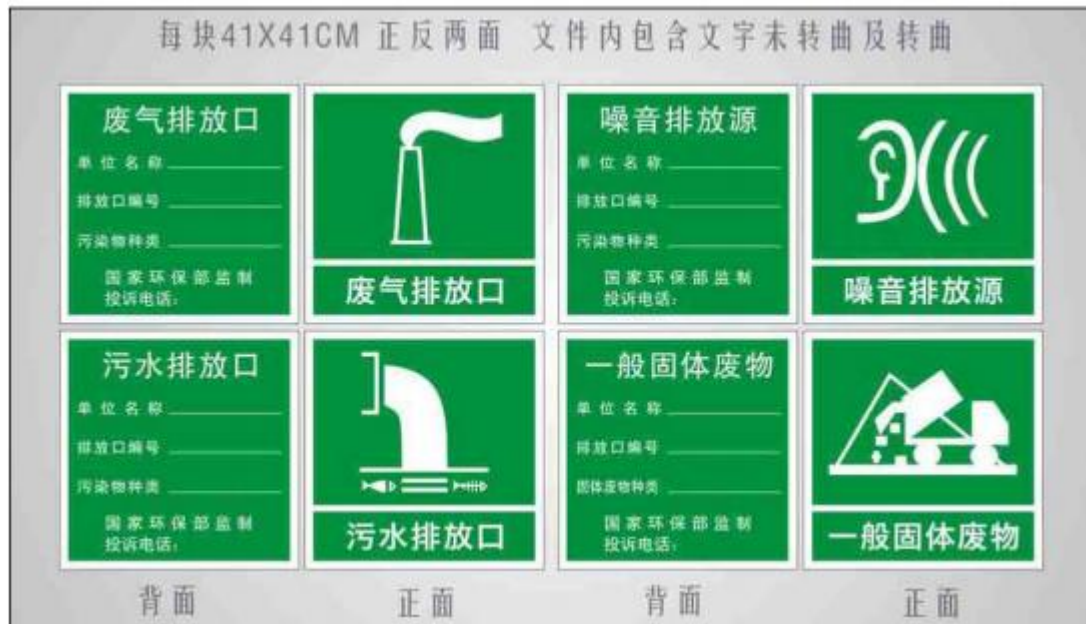 每块41X41CM 正反两面 文件内包含文字未转曲及转曲
废气排放口
单位名称
排放口编号
污染物种类
国家环保部监制
投诉电话:
废气排放口
噪音排放源
单位名称
排放口编号
污染物种类
国家环保部监制
投诉电话:
噪音排放源
污水排放口
单位名称
排放口编号
污染物种类
国家环保部监制
投诉电话:
污水排放口
一般固体废物
单位名称
排放口编号
固体废物种类
国家环保部监制
投诉电话:
一般固体废物
背面
正面
背面
正面